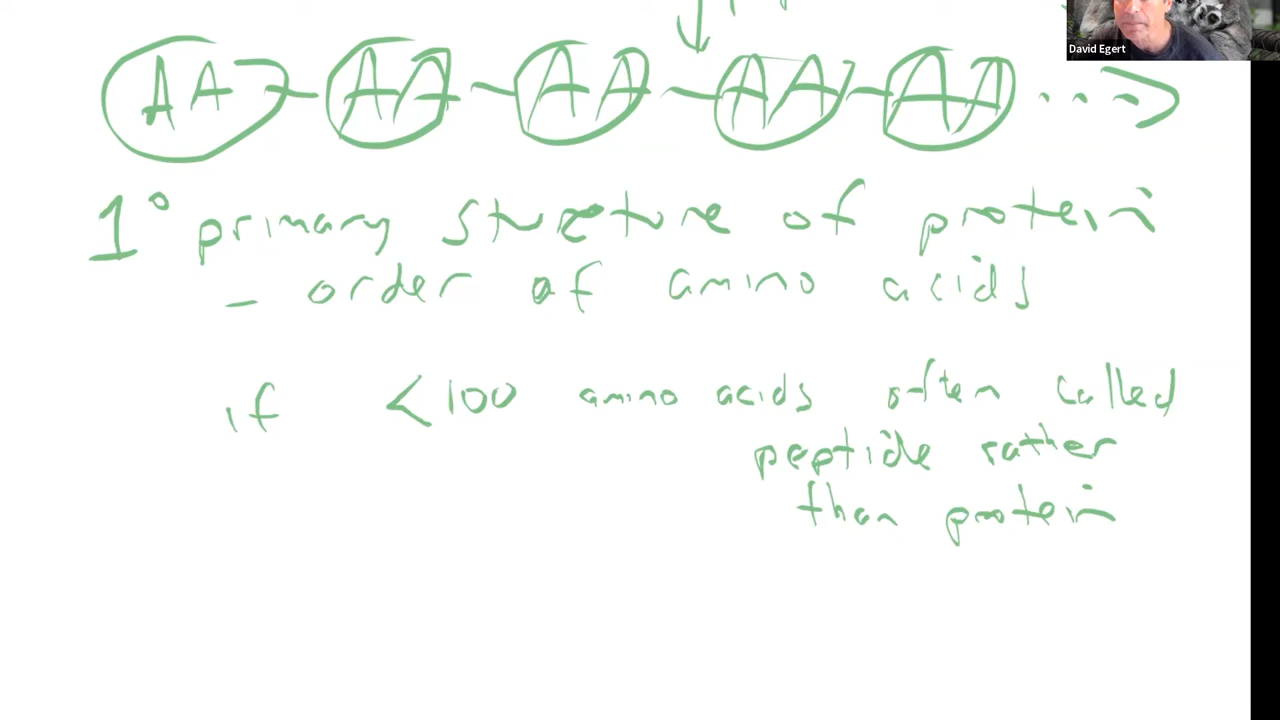 David Egert
AA - AA - AA - AA - AA ...
1° primary structure of protein
- order of amino acids
if <100 amino acids often called
peptide rather
than protein